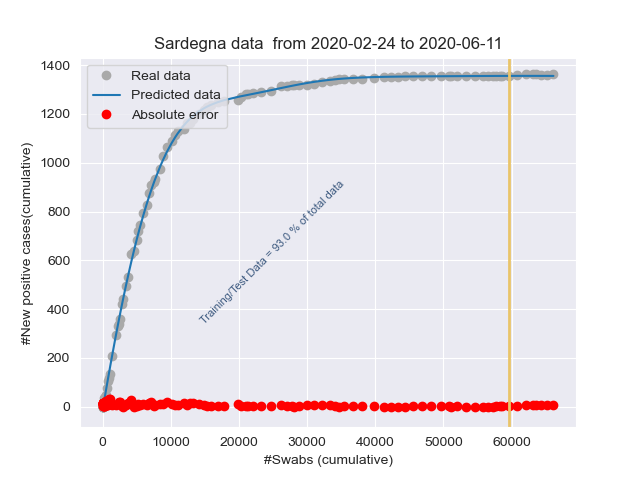 Sardegna data  from 2020-02-24 to 2020-06-11
1400
1200
1000
800
600
400
200
0
#New positive cases(cumulative)
Real data
Predicted data
Absolute error
Training/Test Data = 93.0 % of total data
0 10000 20000 30000 40000 50000 60000
#Swabs (cumulative)